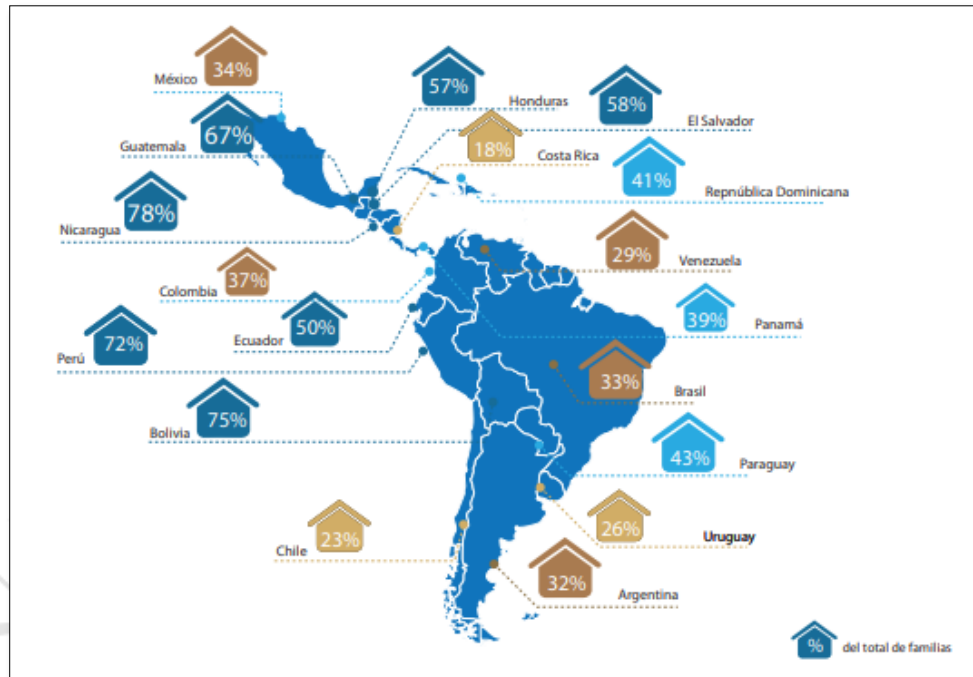 34%
México
57%
Honduras
58%
El Salvador
67%
Guatemala
18%
Costa Rica
41%
Repnública Dominicana
78%
Nicaragua
29%
Venezuela
37%
Colombia
39%
Panamá
50%
Ecuador
72%
Perú
33%
Brasil
75%
Bolivia
43%
Paraguay
26%
Uruguay
23%
Chile
32%
Argentina
% del total de familias